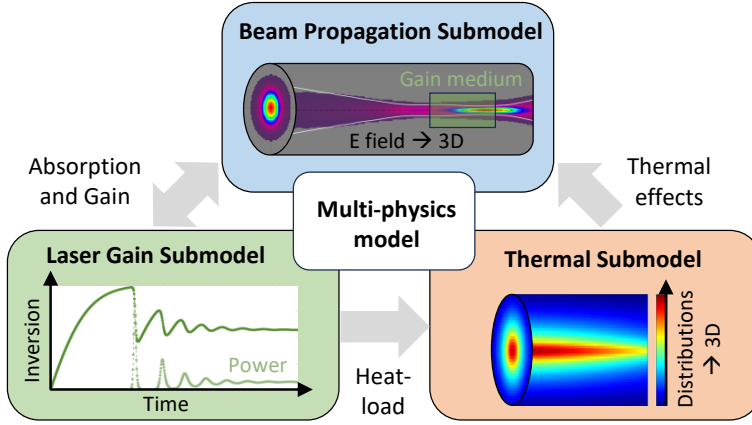 Beam Propagation Submodel
Gain medium
E field → 3D
Absorption
and Gain
Thermal
effects
Multi-physics
model
Laser Gain Submodel
Inversion
Power
Time
Heat-
load
Thermal Submodel
Distributions
→ 3D